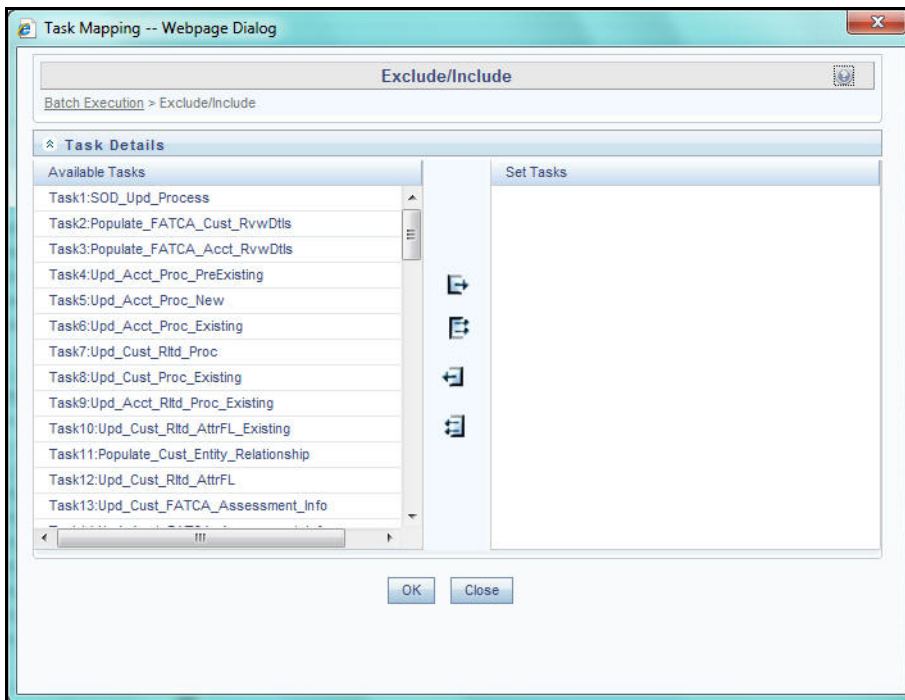 Task Mapping -- Webpage Dialog
Exclude/Include
Batch Execution > Exclude/Include
Task Details
Available Tasks
Set Tasks
Task1:SOD_Upd_Process
Task2:Populate_FATCA_Cust_RvwDtls
Task3:Populate_FATCA_Acct_RvwDtls
Task4:Upd_Acct_Proc_PreExisting
Task5:Upd_Acct_Proc_New
Task6:Upd_Acct_Proc_Existing
Task7:Upd_Cust_Rltd_Proc
Task8:Upd_Cust_Proc_Existing
Task9:Upd_Acct_Rltd_Proc_Existing
Task10:Upd_Cust_Rltd_AttrFL_Existing
Task11:Populate_Cust_Entity_Relationship
Task12:Upd_Cust_Rltd_AttrFL
Task13:Upd_Cust_FATCA_Assessment_Info
OK
Close